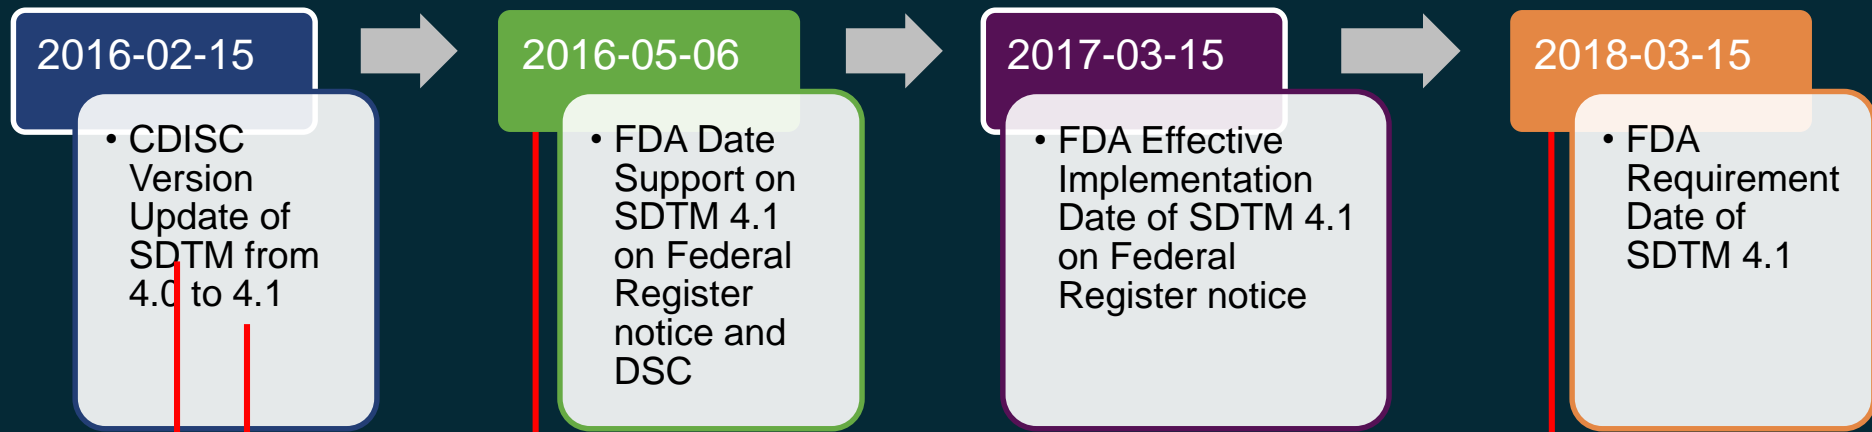 2016-02-15
• CDISC
Version
Update of
SDTM from
4.0 to 4.1
2016-05-06
• FDA Date
Support on
SDTM 4.1
on Federal
Register
notice and
DSC
2017-03-15
• FDA Effective
Implementation
Date of SDTM 4.1
on Federal
Register notice
2018-03-15
• FDA
Requirement
Date of
SDTM 4.1